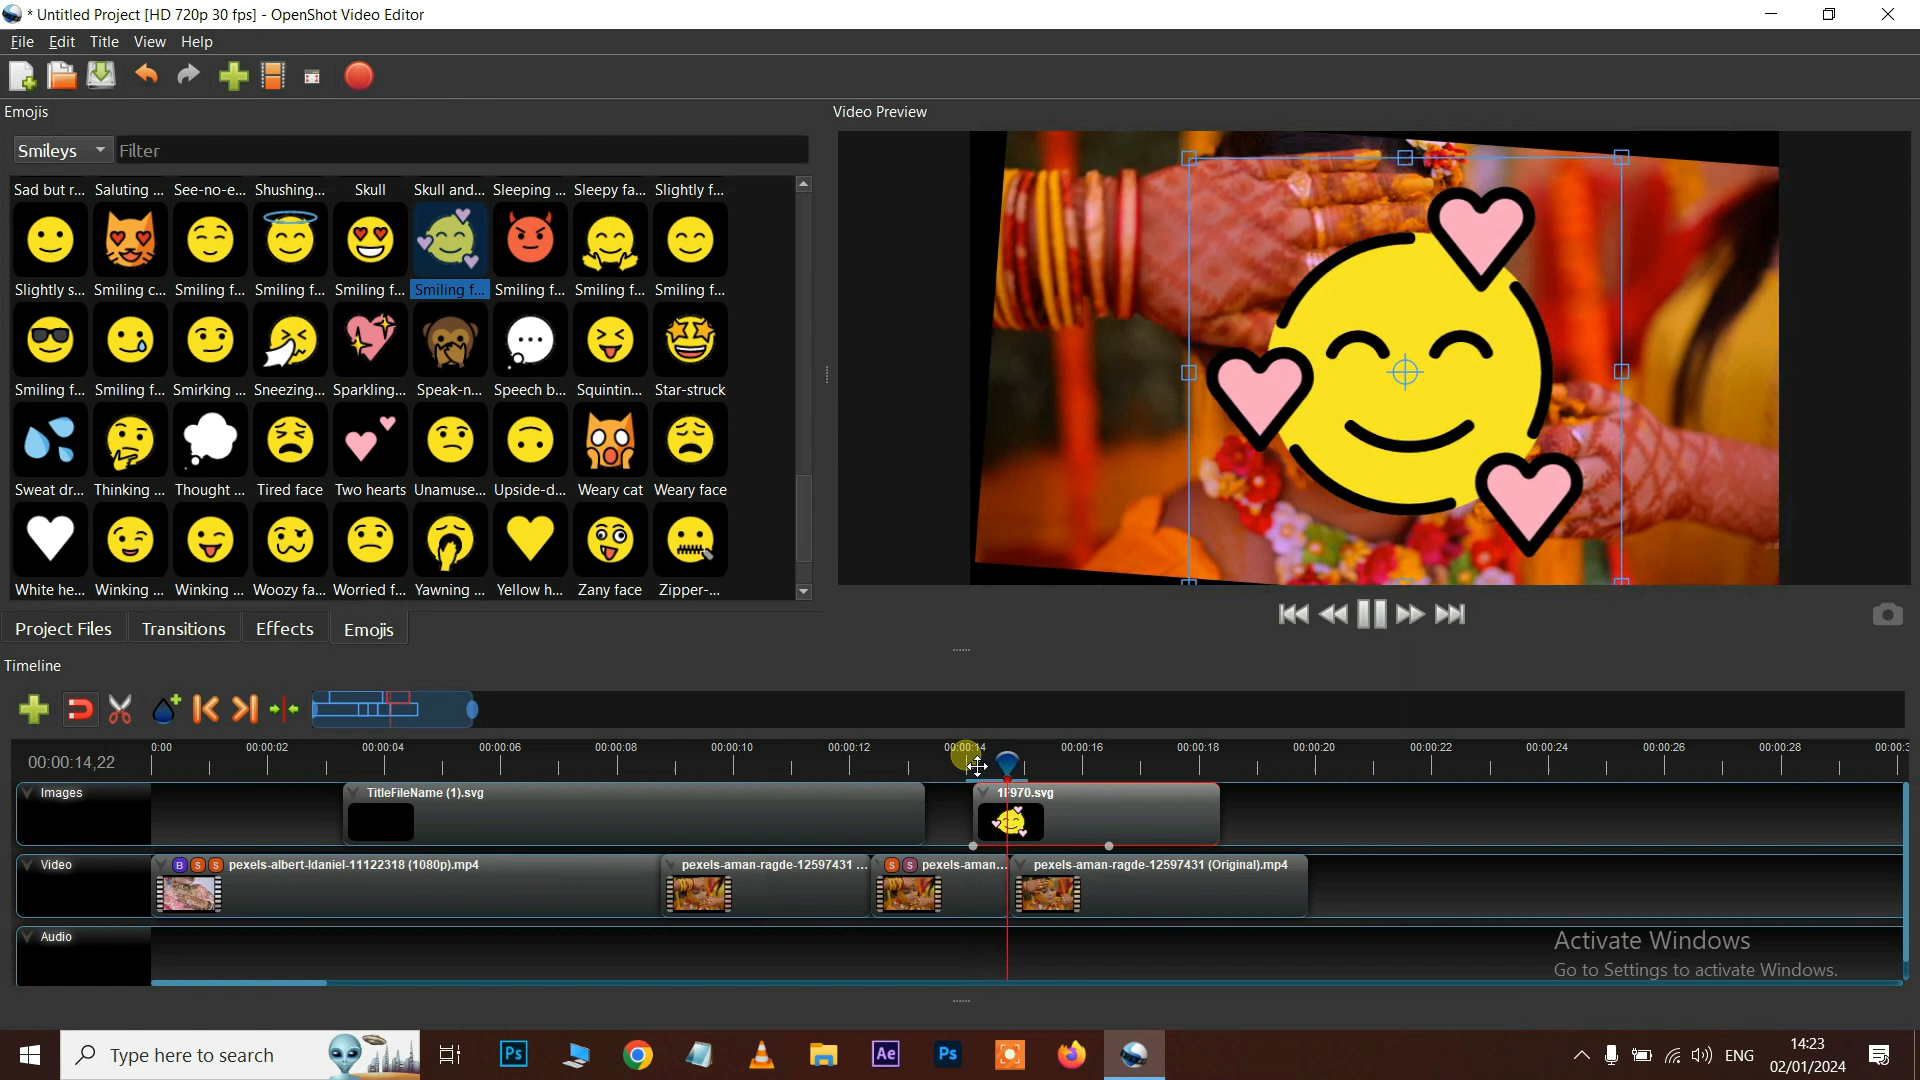 * Untitled Project [HD 720p 30 fps] - OpenShot Video Editor
File Edit Title View Help
Emojis
Video Preview
Smileys Filter
Sad but r... Saluting ... See-no-e... Shushing... Skull Skull and... Sleeping ... Sleepy fa... Slightly f...
Slightly s... Smiling c... Smiling f... Smiling f... Smiling f... Smiling f... Smiling f... Smiling f... Smiling f...
Smiling f... Smiling f... Smirking ... Sneezing... Sparkling... Speak-n... Speech b... Squintin... Star-struck
Sweat dr... Thinking ... Thought ... Tired face Two hearts Unamuse... Upside-d... Weary cat Weary face
White he... Winking ... Winking ... Woozy fa... Worried f... Yawning ... Yellow h... Zany face Zipper-...
Project Files Transitions Effects Emojis
Timeline
00:00:14,22
0:00 00:00:02 00:00:04 00:00:06 00:00:08 00:00:10 00:00:12 00:00:14 00:00:16 00:00:18 00:00:20 00:00:22 00:00:24 00:00:26 00:00:28 00:00:3
Images TitleFileName (1).svg 1F970.svg
Video B S S pexels-albert-ldaniel-11122318 (1080p).mp4 pexels-aman-ragde-12597431 ... S S pexels-aman... pexels-aman-ragde-12597431 (Original).mp4
Audio
Activate Windows
Go to Settings to activate Windows.
Type here to search
Ps Ae Ps
ENG
14:23
02/01/2024